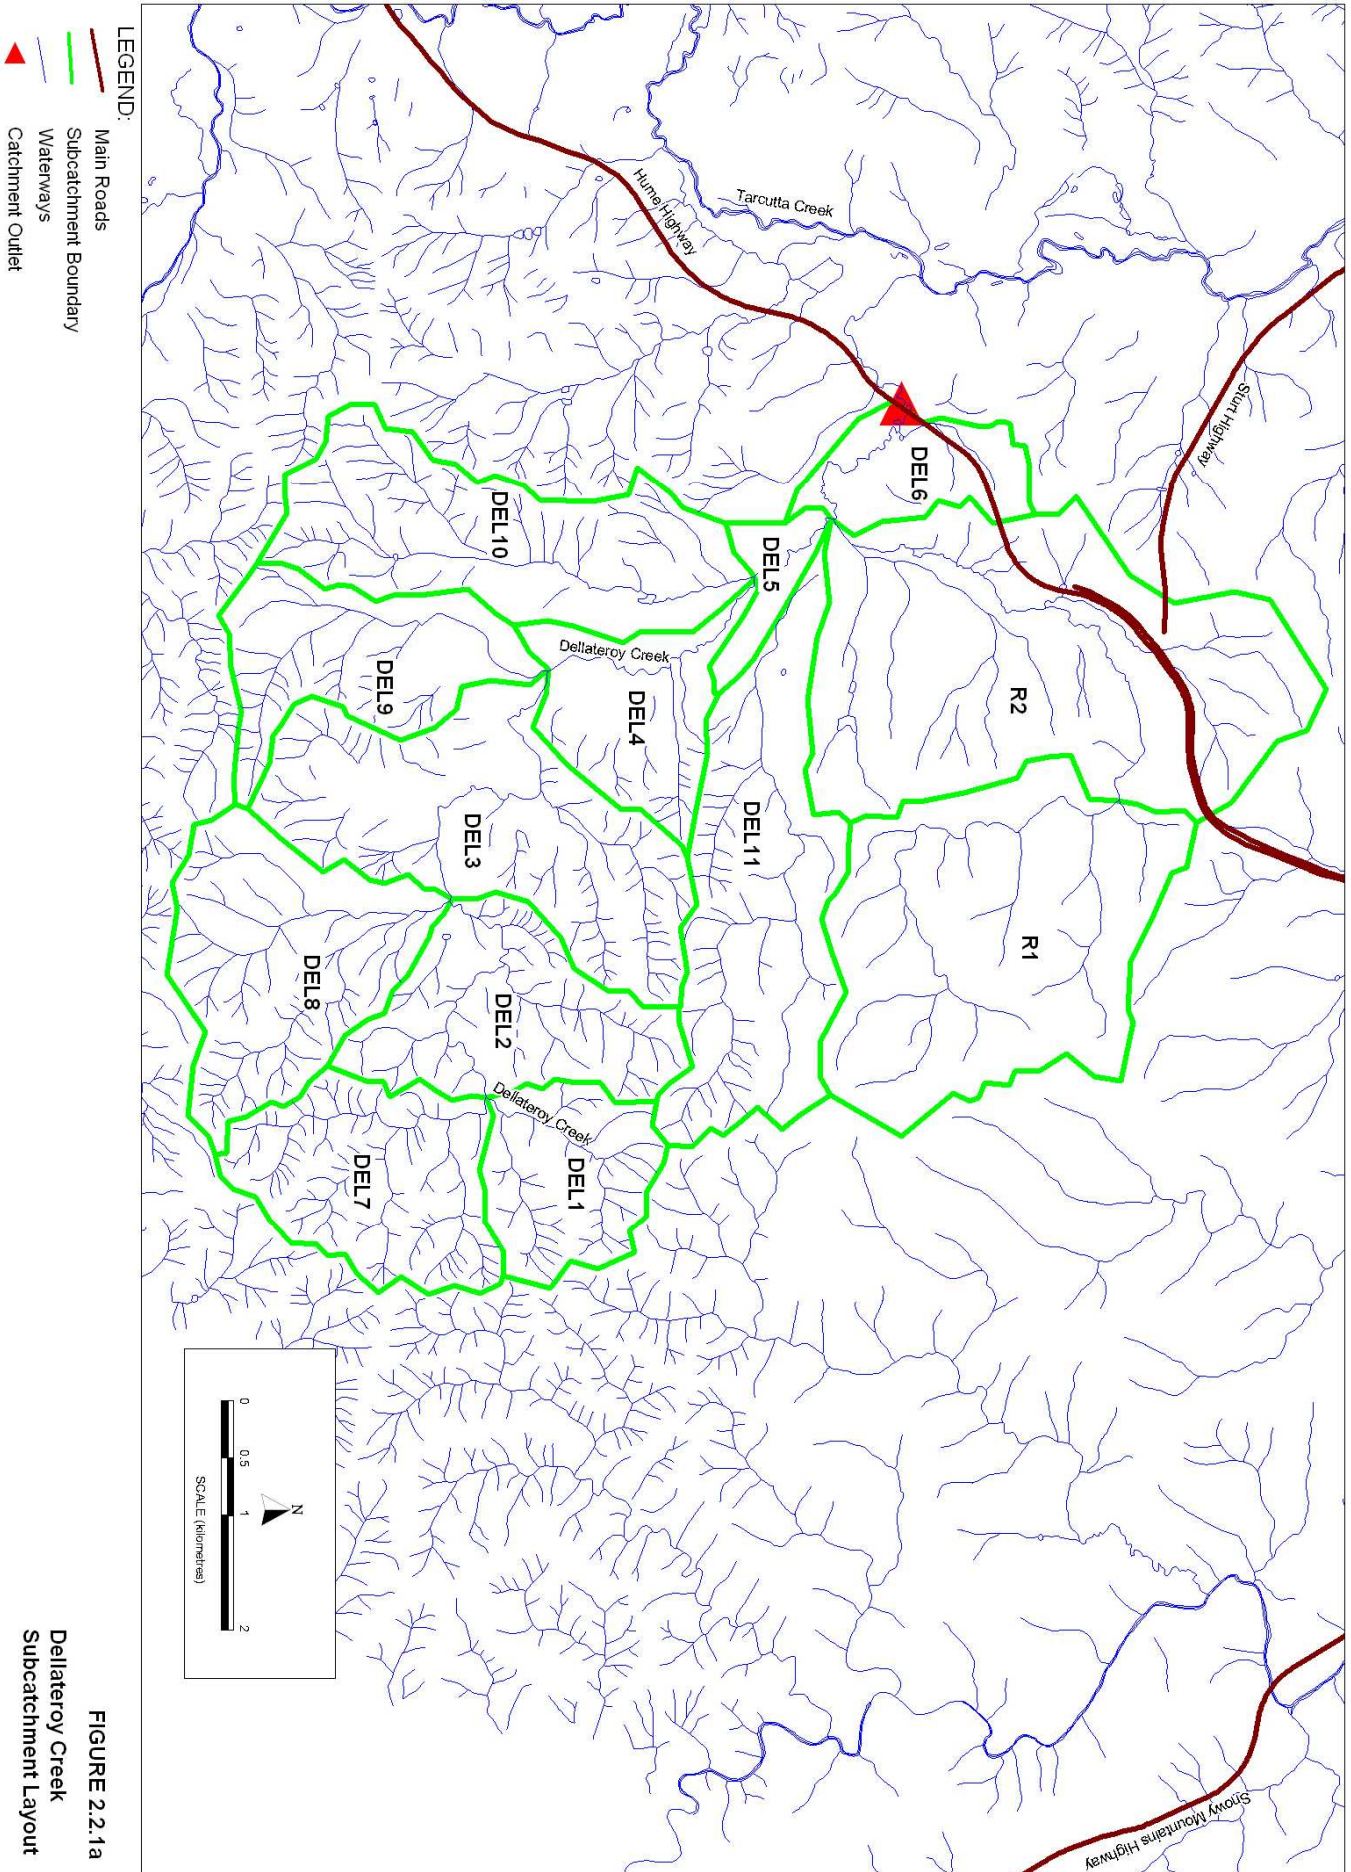 Tarcutta Creek
Hume Highway
Sturt Highway
Snowy Mountains Highway
DEL6
DEL5
DEL10
R2
DEL9
Dellateroy Creek
DEL4
DEL11
DEL3
R1
DEL8
DEL2
Dellateroy Creek
DEL1
DEL7
N
0 0.5 1 2
SCALE (kilometres)
LEGEND:
Main Roads
Subcatchment Boundary
Waterways
Catchment Outlet
FIGURE 2.2.1a
Dellateroy Creek
Subcatchment Layout